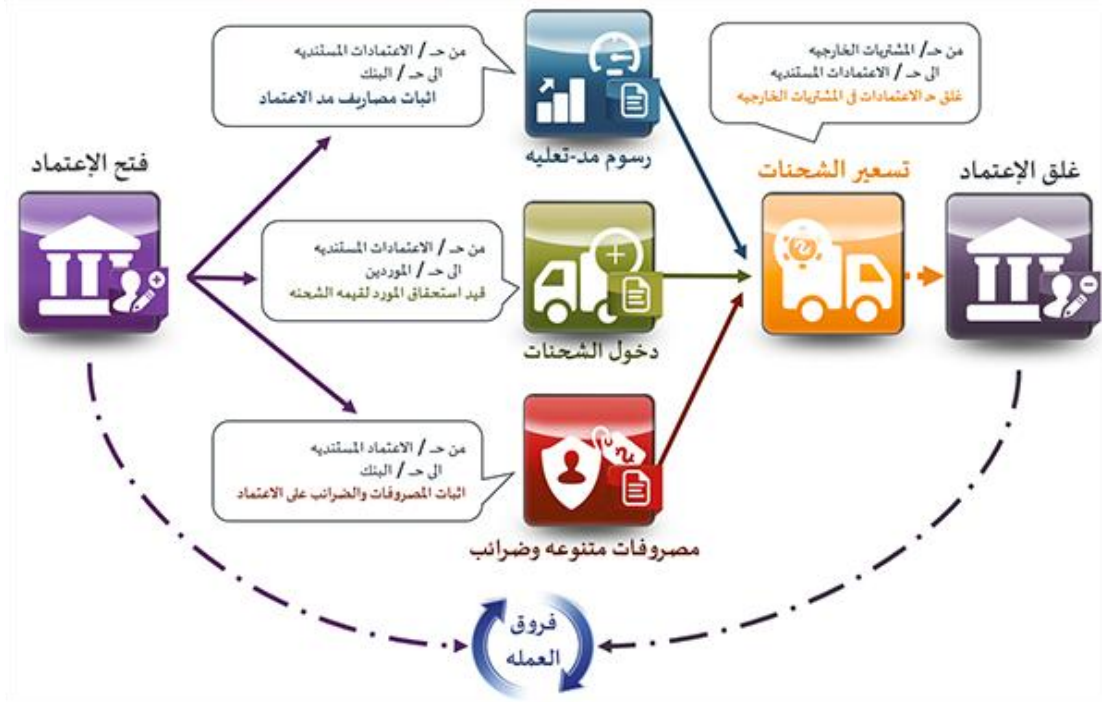 فتح الإعتماد
من حـ / الاعتمادات المستنديه
الى حـ / البنك
اثبات مصاريف مد الاعتماد
رسوم مد-تعليه
من حـ / الاعتمادات المستنديه
الى حـ / الموردين
قيد استحقاق المورد لقيمه الشحنه
دخول الشحنات
من حـ / الاعتماد المستنديه
الى حـ / البنك
اثبات المصروفات والضرائب على الاعتماد
مصروفات متنوعه وضرائب
من حـ/ المشتريات الخارجيه
الى حـ / الاعتمادات المستنديه
غلق حـ الاعتمادات فى المشتريات الخارجيه
تسعير الشحنات
غلق الإعتماد
فروق
العمله